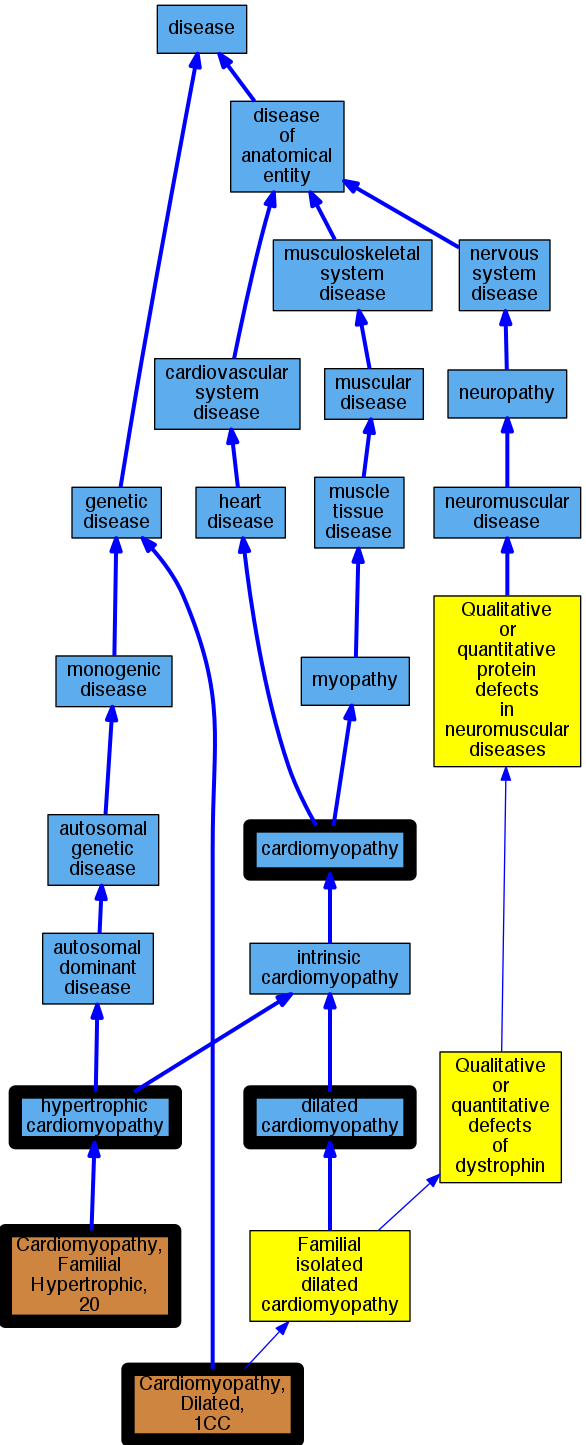 disease
disease
of
anatomical
entity
musculoskeletal
system
disease
nervous
system
disease
cardiovascular
system
disease
muscular
disease
neuropathy
genetic
disease
heart
disease
muscle
tissue
disease
neuromuscular
disease
Qualitative
or
quantitative
protein
defects
in
neuromuscular
diseases
monogenic
disease
myopathy
autosomal
genetic
disease
cardiomyopathy
autosomal
dominant
disease
intrinsic
cardiomyopathy
Qualitative
or
quantitative
defects
of
dystrophin
hypertrophic
cardiomyopathy
dilated
cardiomyopathy
Cardiomyopathy,
Familial
Hypertrophic,
20
Familial
isolated
dilated
cardiomyopathy
Cardiomyopathy,
Dilated,
1CC